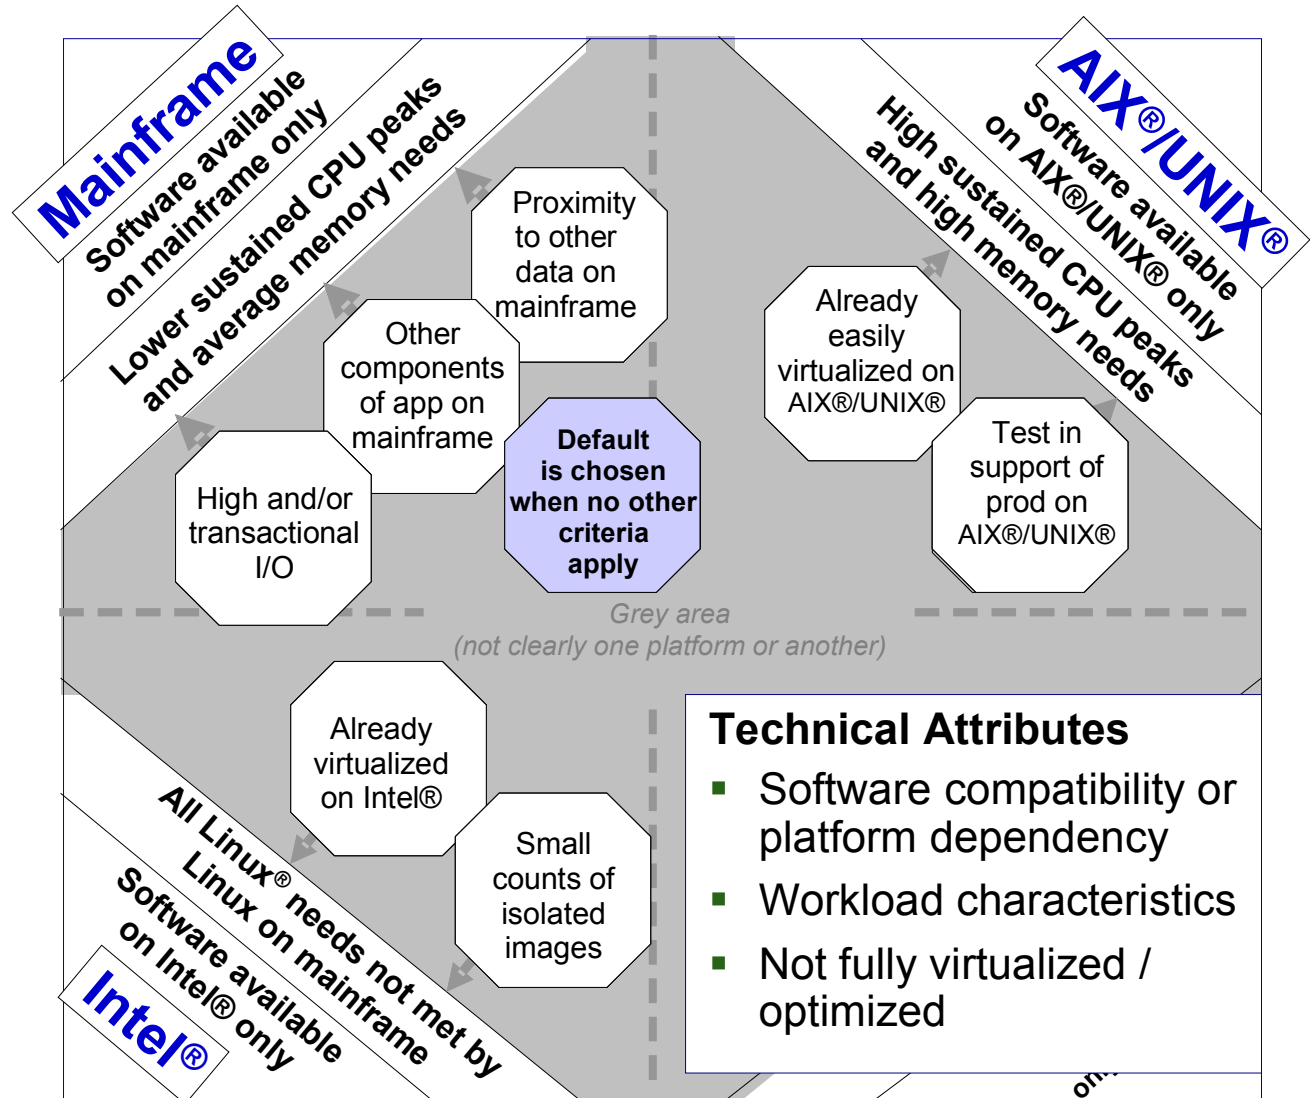 Mainframe
Software available
on mainframe only
Lower sustained CPU peaks
and average memory needs
AIX®/UNIX®
Software available
on AIX®/UNIX® only
High sustained CPU peaks
and high memory needs
Proximity
to other
data on
mainframe
Other
components
of app on
mainframe
High and/or
transactional
I/O
Default
is chosen
when no other
criteria
apply
Already
easily
virtualized on
AIX®/UNIX®
Test in
support of
prod on
AIX®/UNIX®
Grey area
(not clearly one platform or another)
Already
virtualized
on Intel®
Small
counts of
isolated
images
All Linux® needs not met by
Linux on mainframe
Software available
on Intel® only
Intel®
Technical Attributes
▪ Software compatibility or
platform dependency
▪ Workload characteristics
▪ Not fully virtualized /
optimized